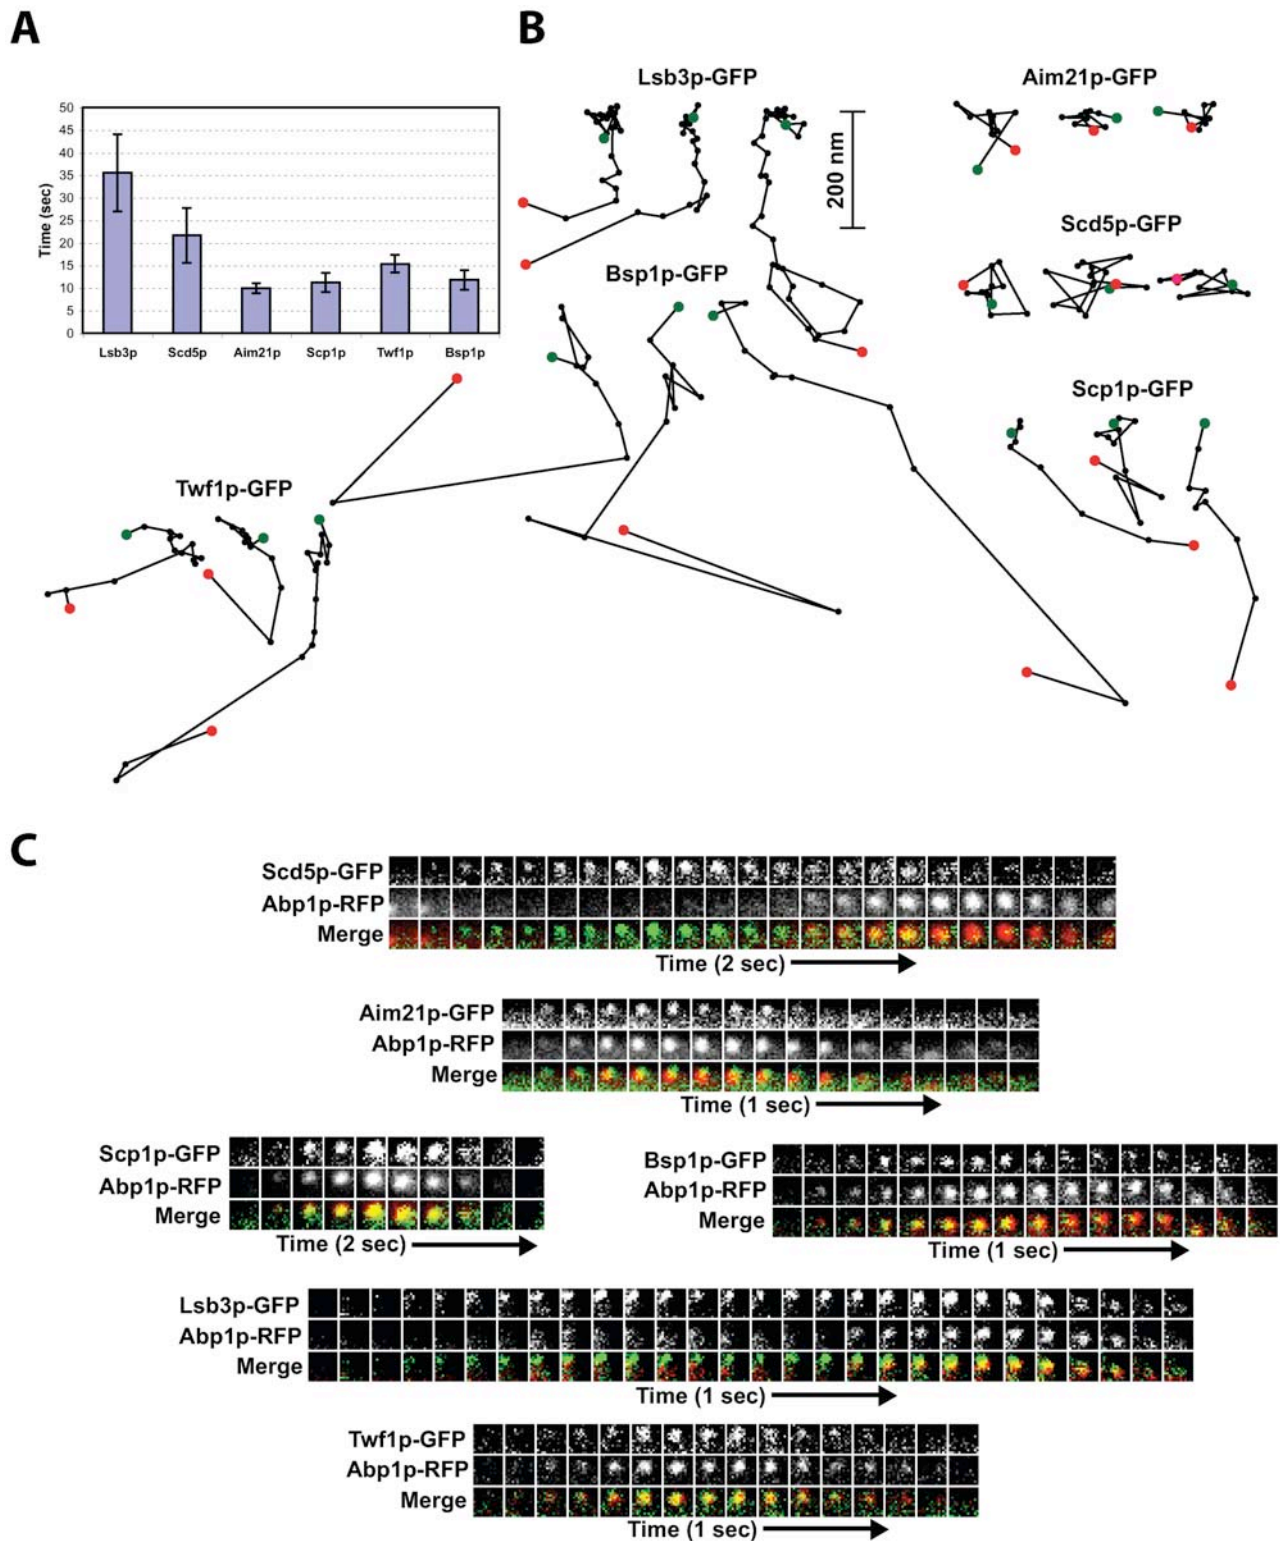 A
B
50
45
40
35
30
25
20
15
10
5
0
Time (sec)
Lsb3p Scd5p Aim21p Scp1p Twf1p Bsp1p
Lsb3p-GFP
Aim21p-GFP
200 nm
Scd5p-GFP
Bsp1p-GFP
Scp1p-GFP
Twf1p-GFP
C
Scd5p-GFP
Abp1p-RFP
Merge
Time (2 sec)
Aim21p-GFP
Abp1p-RFP
Merge
Time (1 sec)
Scp1p-GFP
Abp1p-RFP
Merge
Time (2 sec)
Bsp1p-GFP
Abp1p-RFP
Merge
Time (1 sec)
Lsb3p-GFP
Abp1p-RFP
Merge
Time (1 sec)
Twf1p-GFP
Abp1p-RFP
Merge
Time (1 sec)